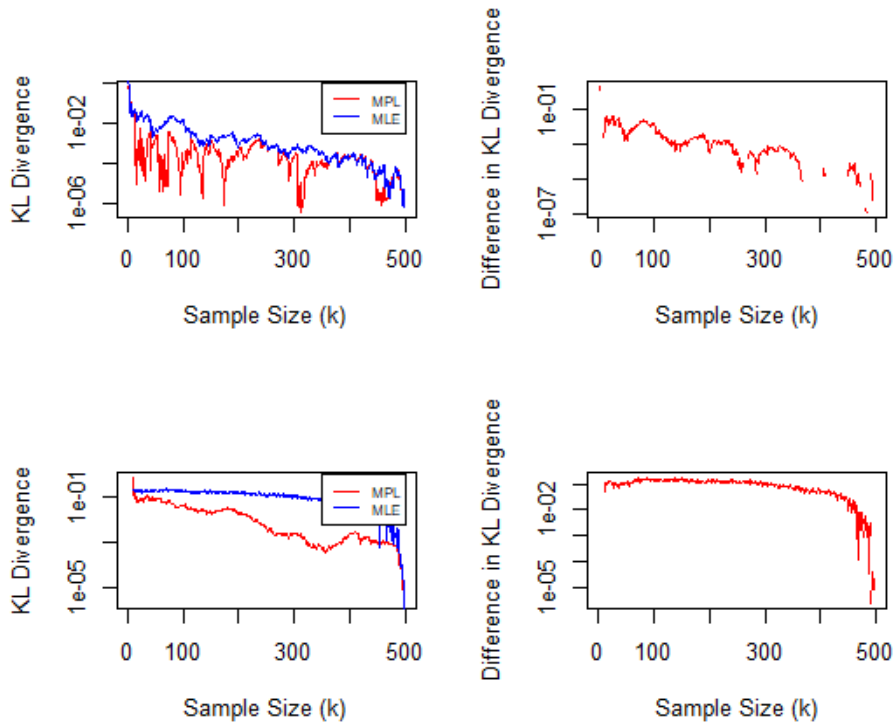 KL Divergence
1e-02
1e-06
MPL
MLE
0
100
300
500
Sample Size (k)
Difference in KL Divergence
1e-01
1e-07
0
100
300
500
Sample Size (k)
KL Divergence
1e-01
1e-05
MPL
MLE
0
100
300
500
Sample Size (k)
Difference in KL Divergence
1e-02
1e-05
0
100
300
500
Sample Size (k)